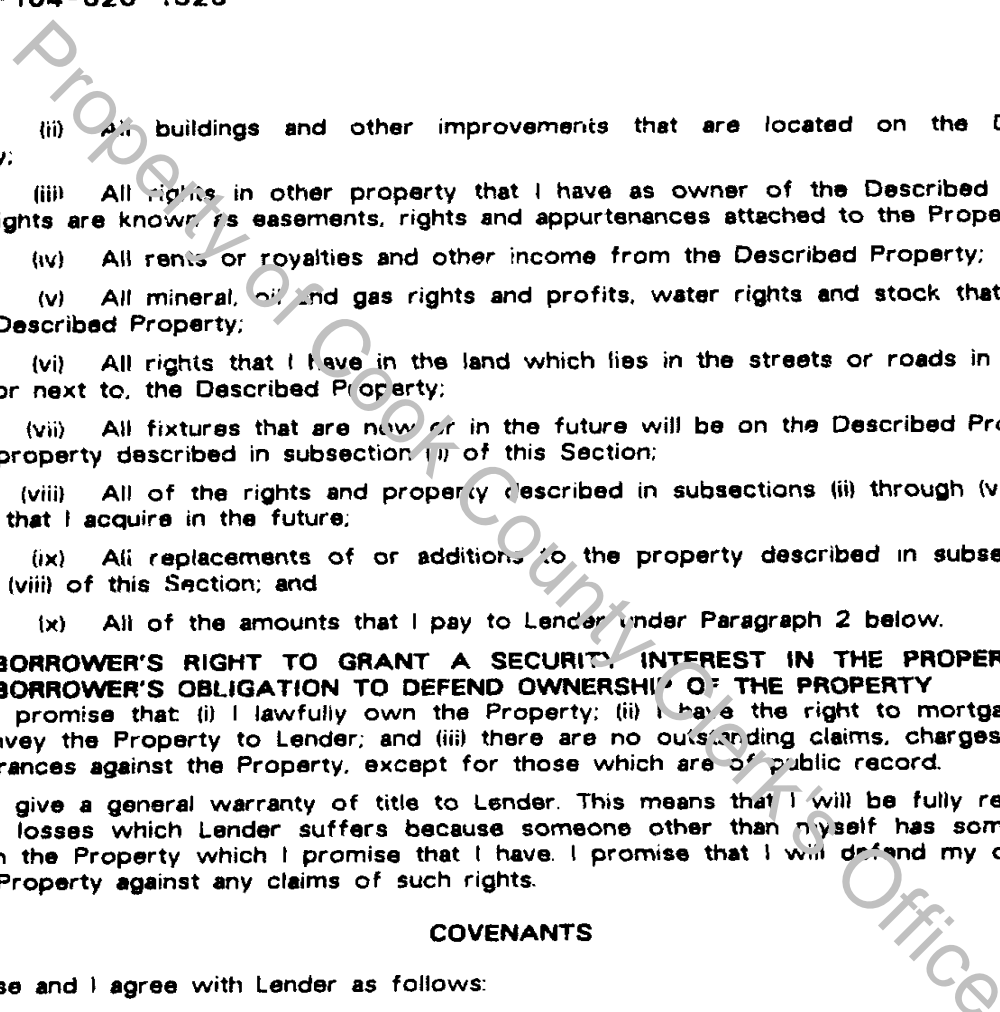 (ii) All buildings and other improvements that are located on the D
y;
(iii) All rights in other property that I have as owner of the Described
ights are known as easements, rights and appurtenances attached to the Prope
(iv) All rents or royalties and other income from the Described Property;
(v) All mineral, oil and gas rights and profits, water rights and stock that
Described Property;
(vi) All rights that I have in the land which lies in the streets or roads in
or next to, the Described Property;
(vii) All fixtures that are now or in the future will be on the Described Pro
property described in subsection (ii) of this Section;
(viii) All of the rights and property described in subsections (ii) through (v
that I acquire in the future;
(ix) All replacements of or additions to the property described in subse
(viii) of this Section; and
(x) All of the amounts that I pay to Lender under Paragraph 2 below.
BORROWER'S RIGHT TO GRANT A SECURITY INTEREST IN THE PROPER
BORROWER'S OBLIGATION TO DEFEND OWNERSHIP OF THE PROPERTY
promise that: (i) I lawfully own the Property; (ii) I have the right to mortga
nvey the Property to Lender; and (iii) there are no outstanding claims, charges
rances against the Property, except for those which are of public record.
give a general warranty of title to Lender. This means that I will be fully re
losses which Lender suffers because someone other than myself has som
n the Property which I promise that I have. I promise that I will defend my o
Property against any claims of such rights.
COVENANTS
se and I agree with Lender as follows:
Property of Cook County Clerk's Office